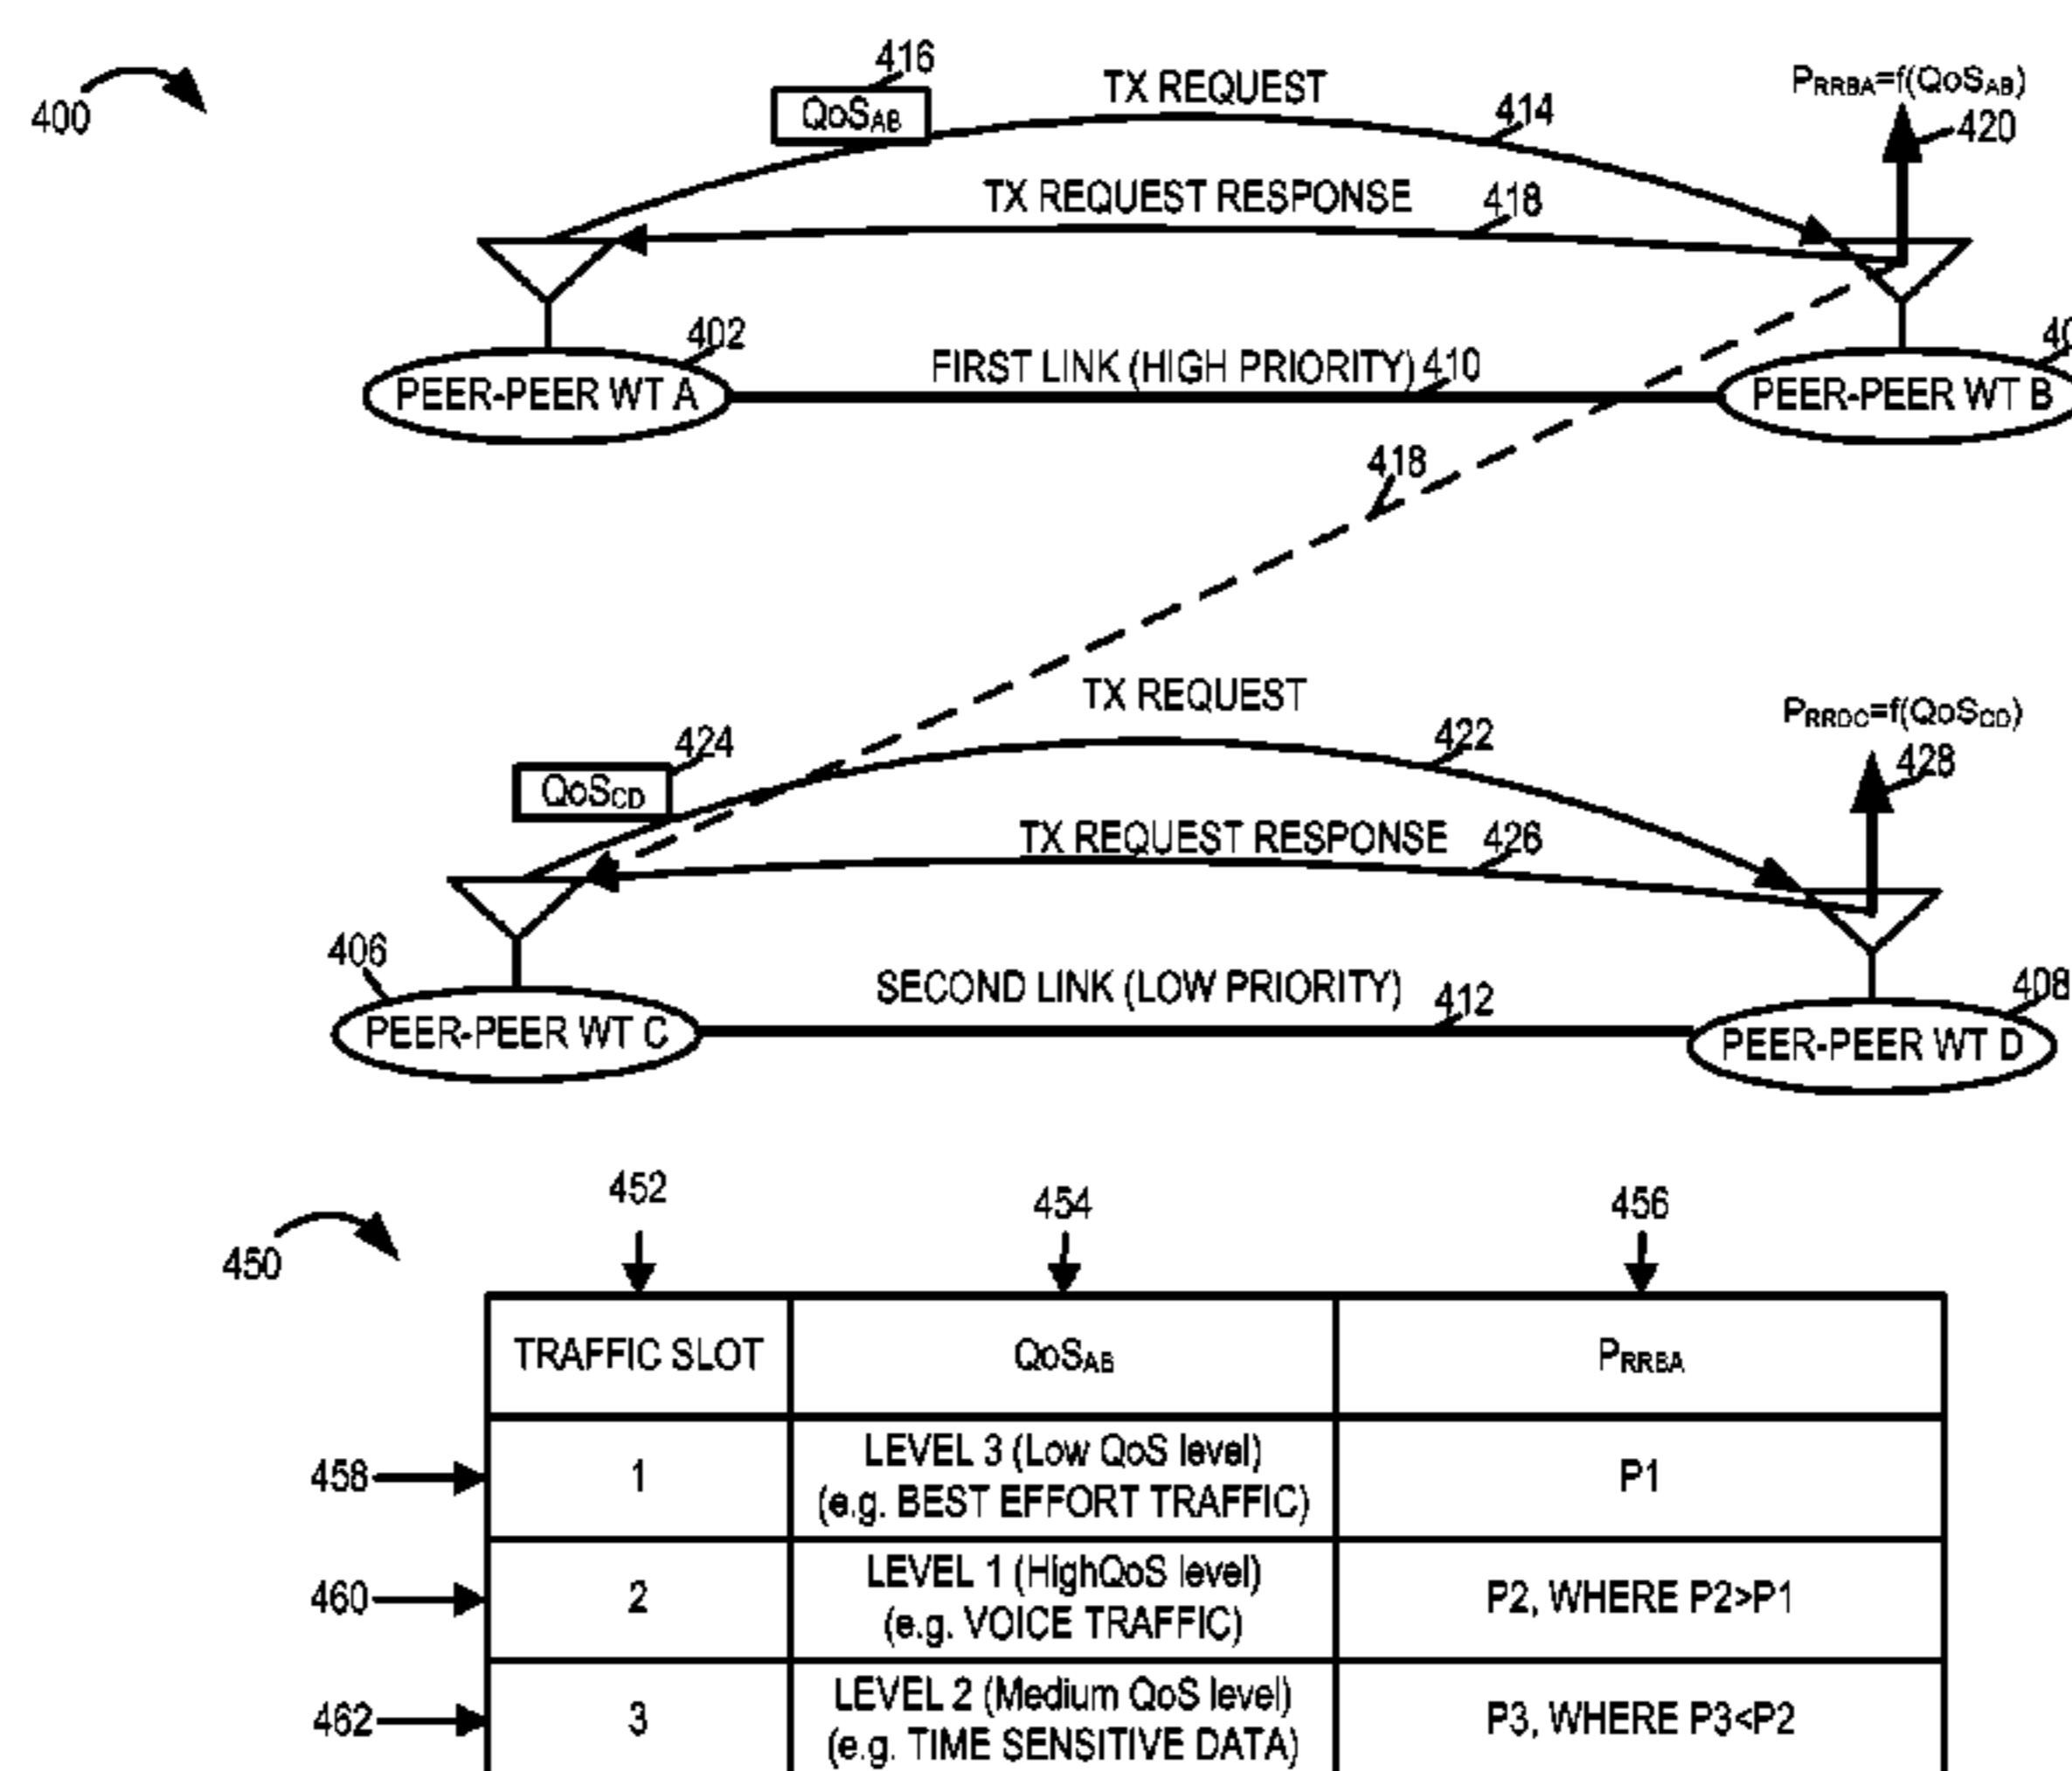 400
416
QoSAB
TX REQUEST
414
PRRBA=f(QoSAB)
420
TX REQUEST RESPONSE
418
402
PEER-PEER WT A
FIRST LINK (HIGH PRIORITY) 410
PEER-PEER WT B
418
TX REQUEST
424
QoSCD
422
PRRDC=f(QoSCD)
428
TX REQUEST RESPONSE
426
406
PEER-PEER WT C
SECOND LINK (LOW PRIORITY)
412
408
PEER-PEER WT D
450
452
454
456
TRAFFIC SLOT
QoSAB
PRRBA
458
1
LEVEL 3 (Low QoS level)
(e.g. BEST EFFORT TRAFFIC)
P1
460
2
LEVEL 1 (HighQoS level)
(e.g. VOICE TRAFFIC)
P2, WHERE P2>P1
462
3
LEVEL 2 (Medium QoS level)
(e.g. TIME SENSITIVE DATA)
P3, WHERE P3<P2